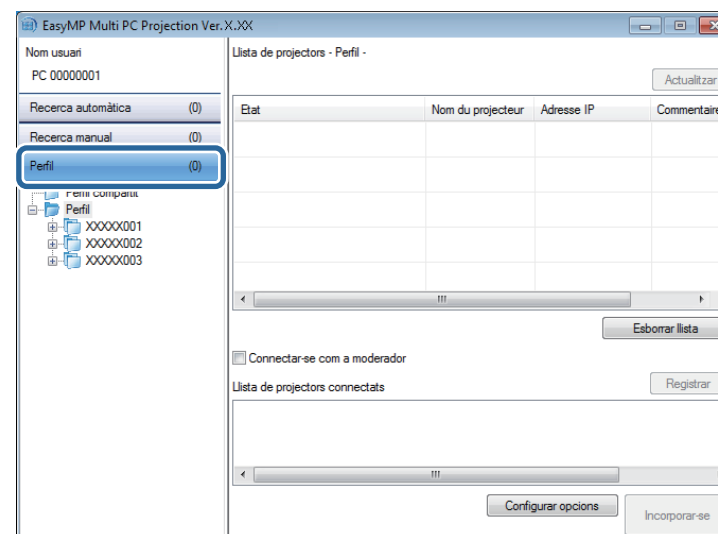 EasyMP Multi PC Projection Ver.X.XX
Nom usuari
PC 00000001
Recerca automàtica (0)
Recerca manual (0)
Perfil (0)
Perfil compartit
Perfil
XXXXX001
XXXXX002
XXXXX003
Llista de projectors - Perfil -
Actualitzar
Etat Nom du projecteur Adresse IP Commentaire
Esborrar llista
Connectar-se com a moderador
Llista de projectors connectats
Registrar
Configurar opcions
Incorporar-se